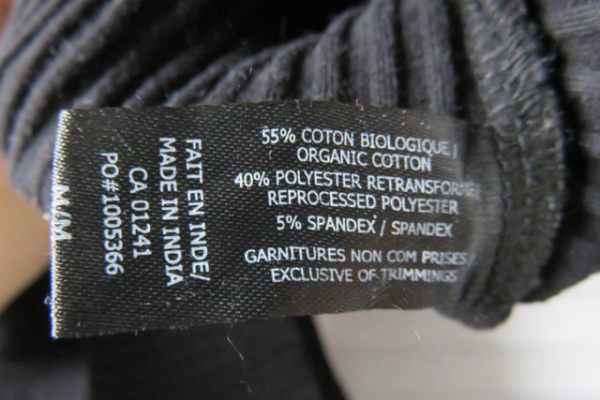 55% COTON BIOLOGIQUE /
ORGANIC COTTON
40% POLYESTER RETRANSFORMÉ
REPROCESSED POLYESTER
5% SPANDEX / SPANDEX
GARNITURES NON COMPRISES
EXCLUSIVE OF TRIMMINGS
FAIT EN INDE/
MADE IN INDIA
CA 01241
PO#1005366
M/M